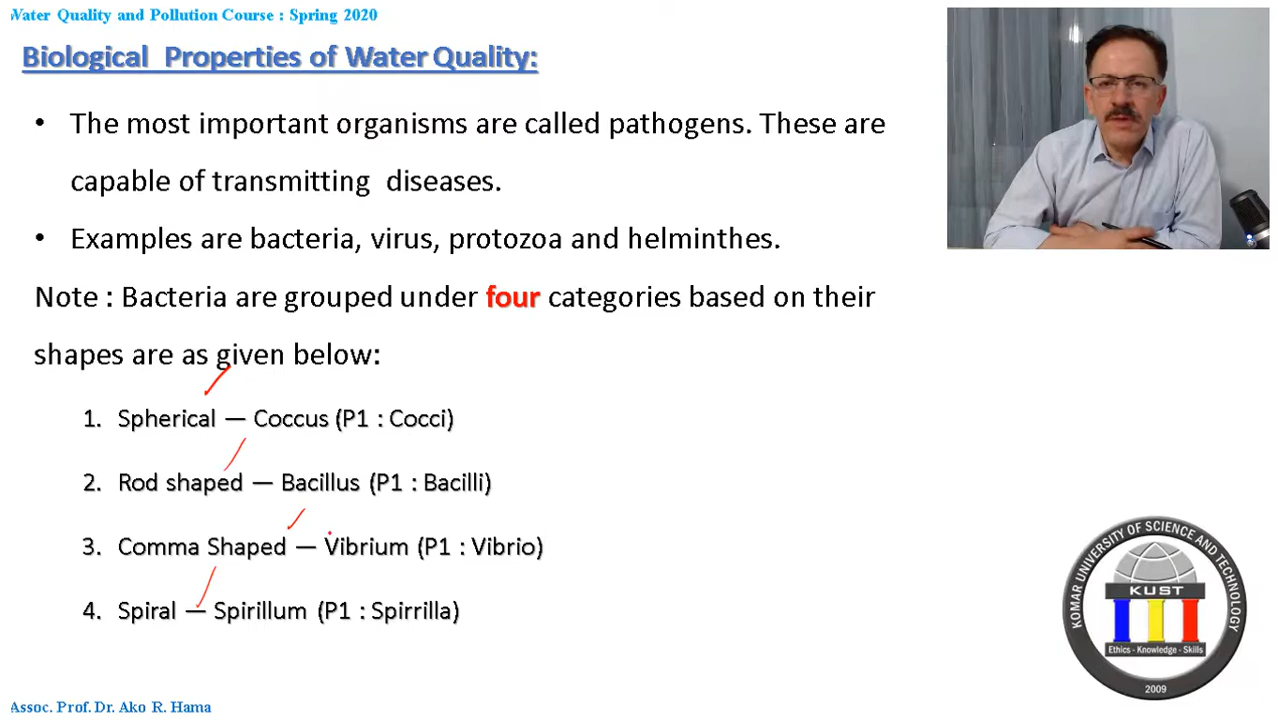 Water Quality and Pollution Course : Spring 2020
Biological Properties of Water Quality:
• The most important organisms are called pathogens. These are
capable of transmitting diseases.
• Examples are bacteria, virus, protozoa and helminthes.
Note : Bacteria are grouped under four categories based on their
shapes are as given below:
1. Spherical — Coccus (P1 : Cocci)
2. Rod shaped — Bacillus (P1 : Bacilli)
3. Comma Shaped — Vibrium (P1 : Vibrio)
4. Spiral — Spirillum (P1 : Spirrilla)
KOMAR UNIVERSITY OF SCIENCE AND TECHNOLOGY
KUST
Ethics - Knowledge - Skills
2009
Assoc. Prof. Dr. Ako R. Hama